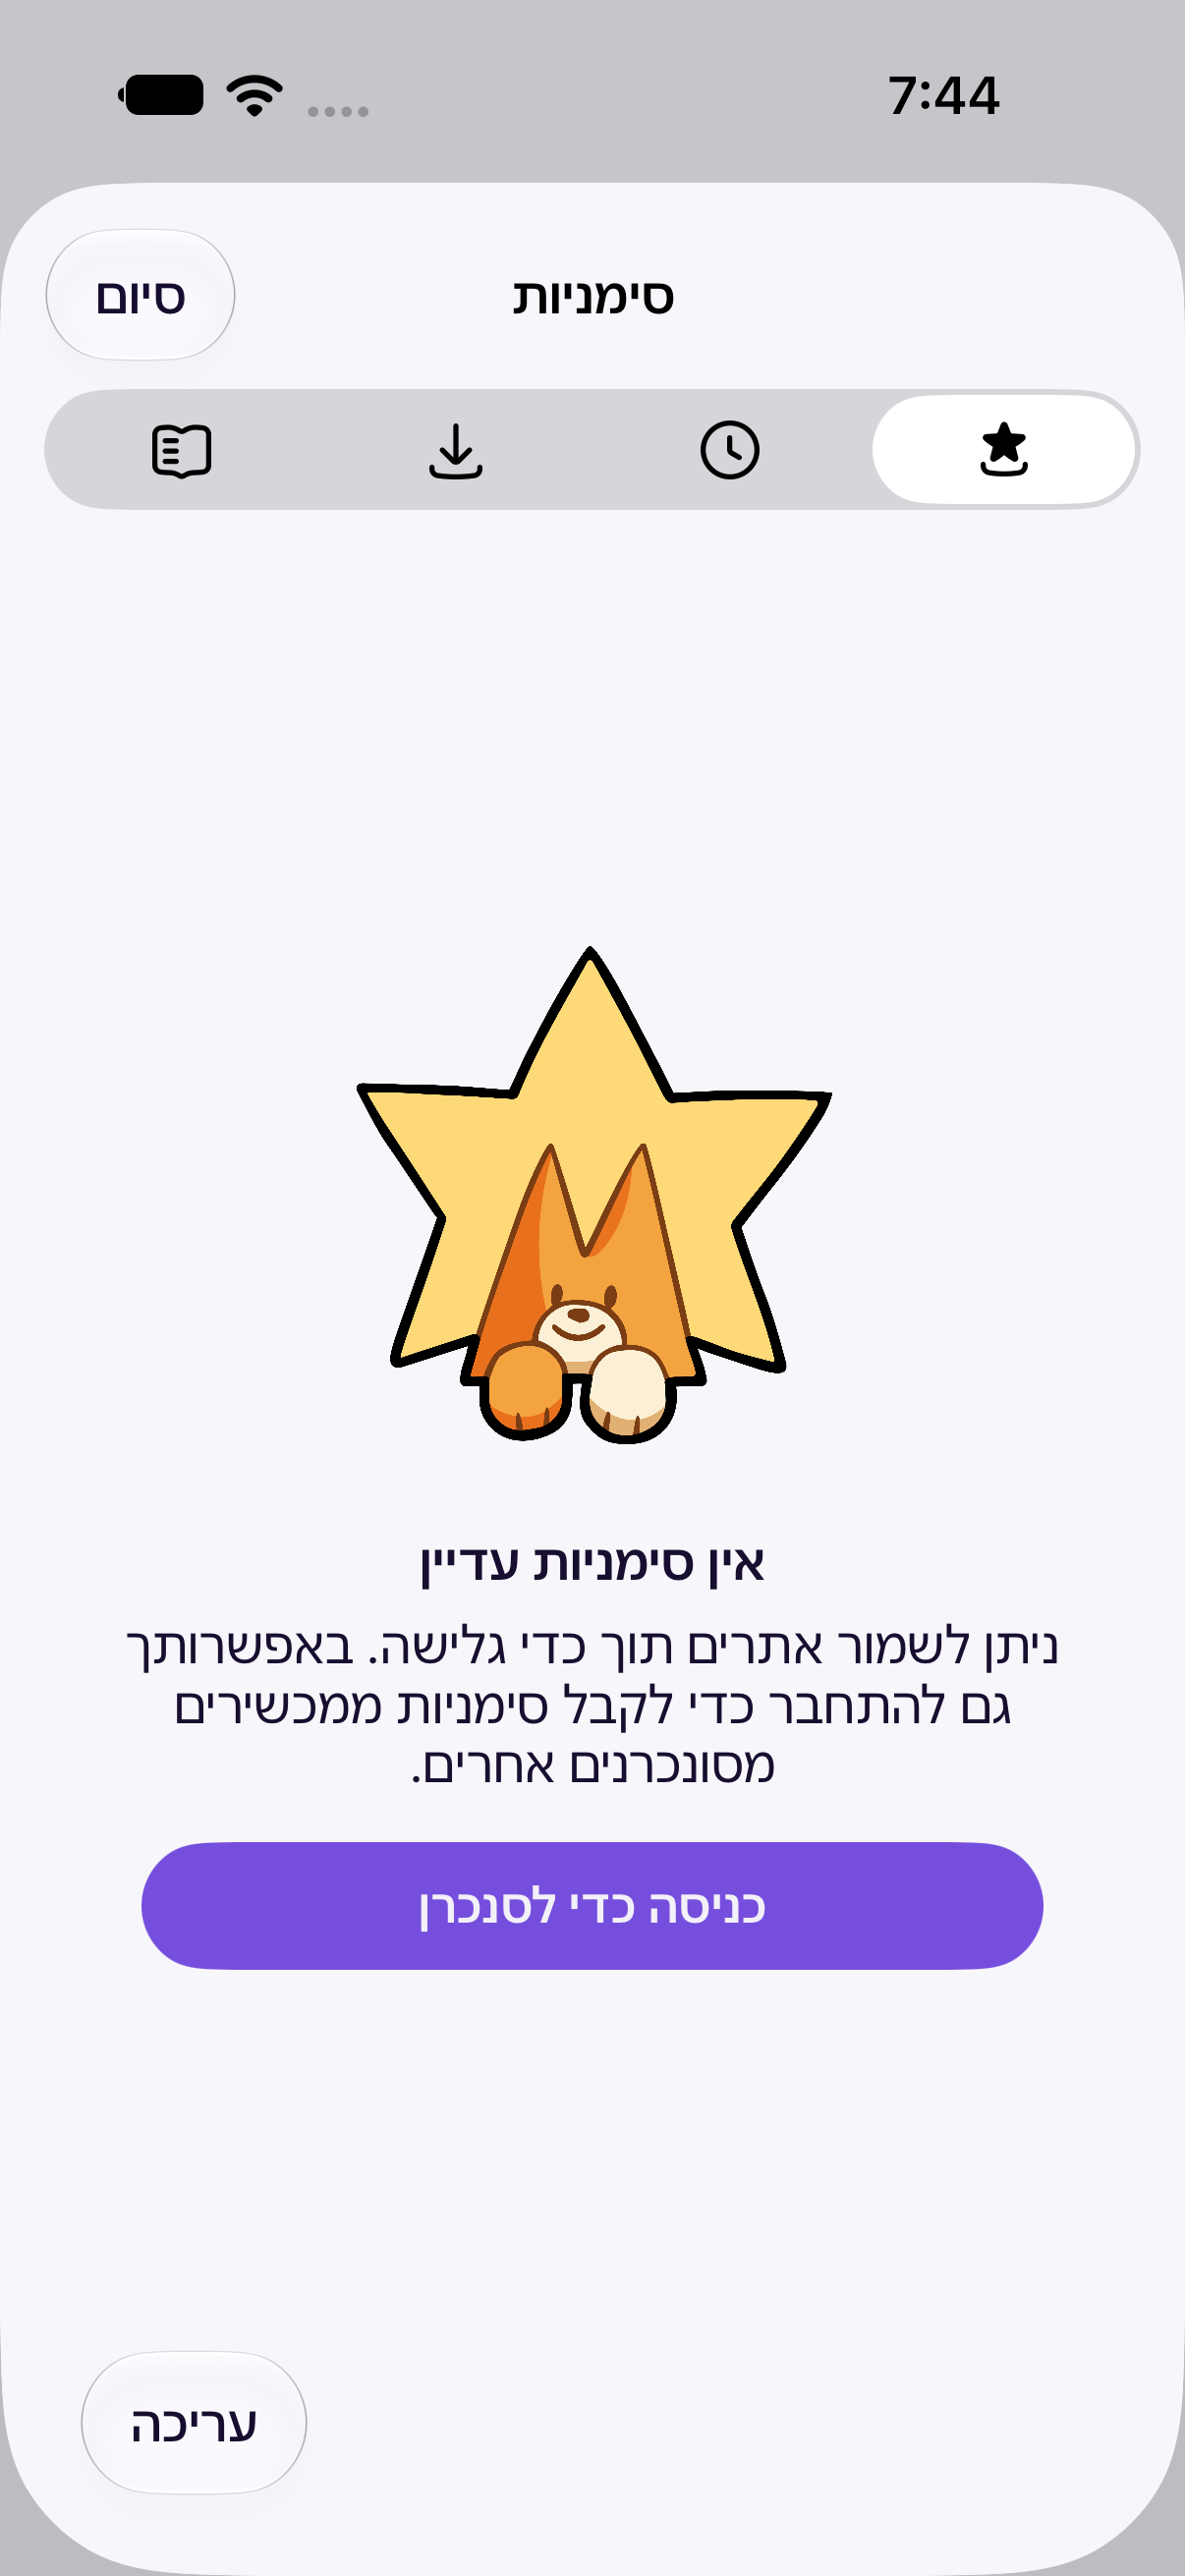 7:44
סימניות
סיום
אין סימניות עדיין
ניתן לשמור אתרים תוך כדי גלישה. באפשרותך
גם להתחבר כדי לקבל סימניות ממכשירים
מסונכרנים אחרים.
כניסה כדי לסנכרן
עריכה